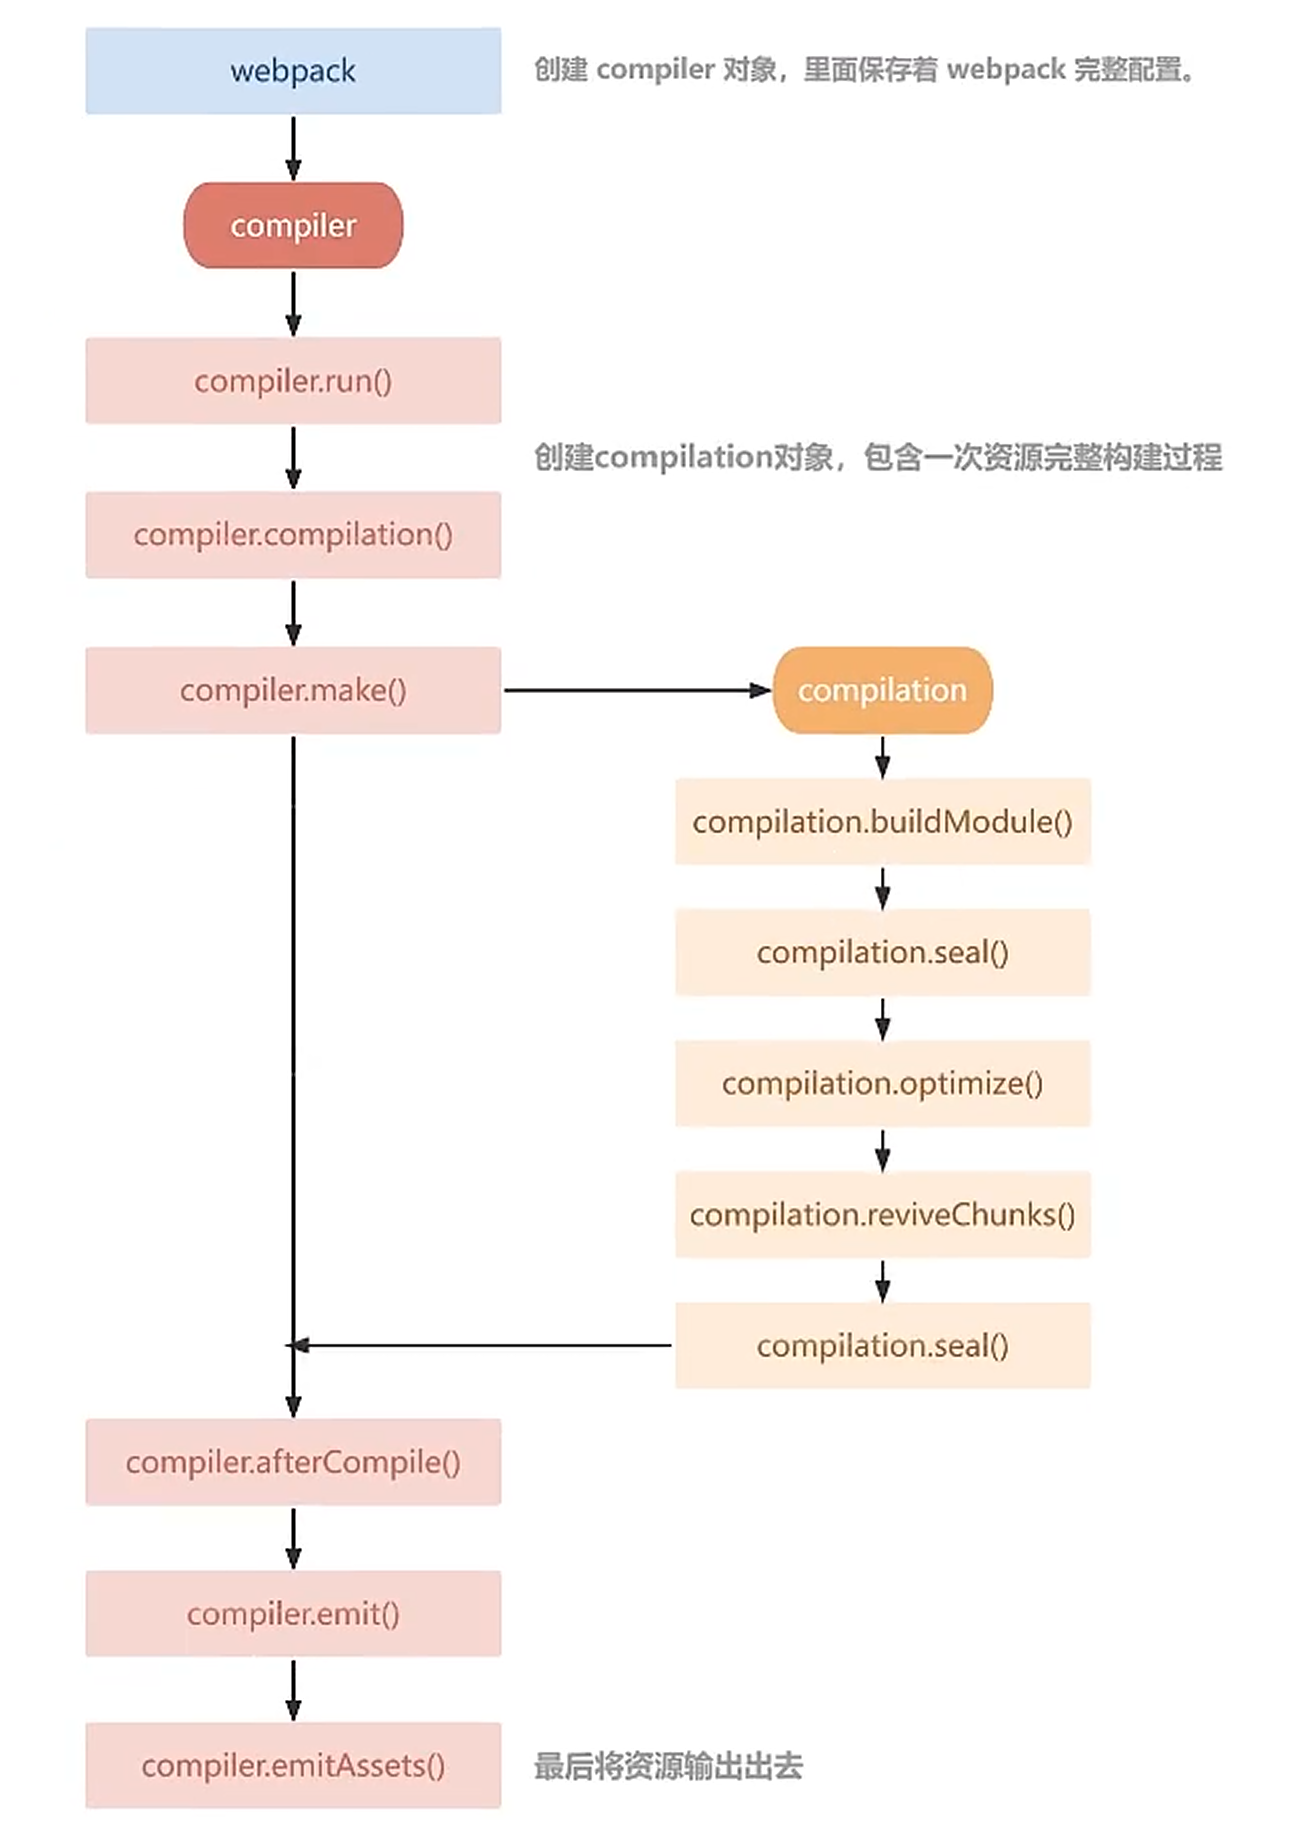 webpack
创建 compiler 对象，里面保存着 webpack 完整配置。
compiler
compiler.run()
创建compilation对象，包含一次资源完整构建过程
compiler.compilation()
compiler.make()
compilation
compilation.buildModule()
compilation.seal()
compilation.optimize()
compilation.reviveChunks()
compilation.seal()
compiler.afterCompile()
compiler.emit()
compiler.emitAssets()
最后将资源输出出去